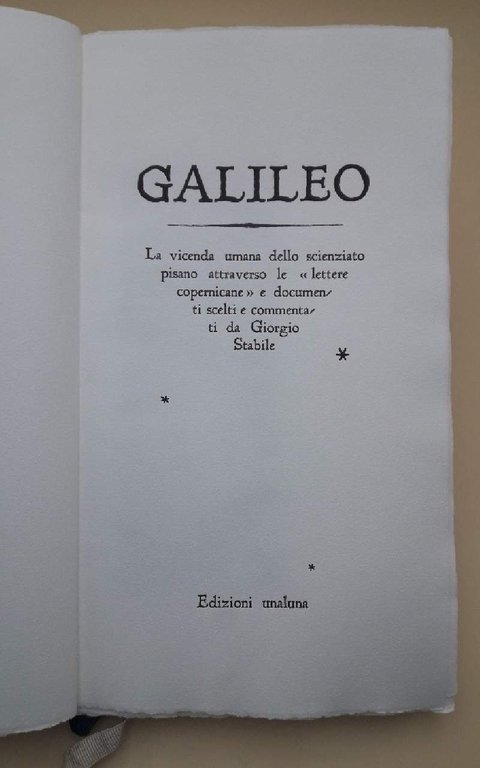 GALILEO
La vicenda umana dello scienziato
pisano attraverso le «lettere
copernicane» e documen-
ti scelti e commenta-
ti da Giorgio
Stabile
*
*
*
Edizioni unaluna